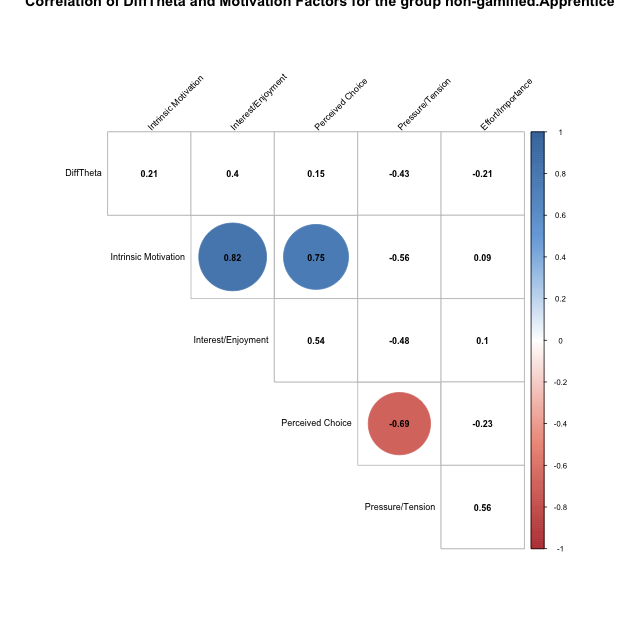 Correlation of DiffTheta and Motivation Factors for the group non-gamified.Apprentice
Intrinsic Motivation
Interest/Enjoyment
Perceived Choice
Pressure/Tension
Effort/Importance
DiffTheta 0.21 0.4 0.15 -0.43 -0.21
Intrinsic Motivation 0.82 0.75 -0.56 0.09
Interest/Enjoyment 0.54 -0.48 0.1
Perceived Choice -0.69 -0.23
Pressure/Tension 0.56
1
0.8
0.6
0.4
0.2
0
-0.2
-0.4
-0.6
-0.8
-1